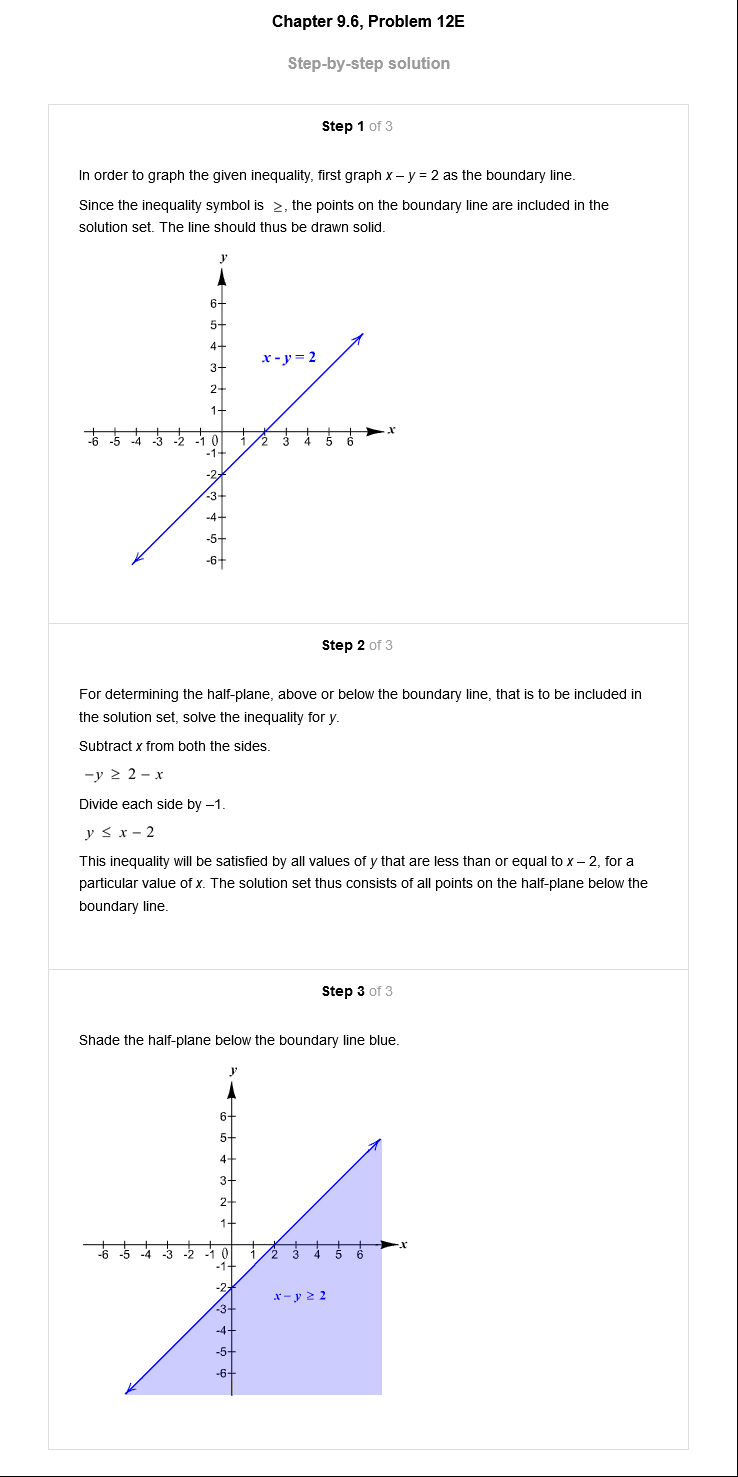 Chapter 9.6, Problem 12E
Step-by-step solution
Step 1 of 3
In order to graph the given inequality, first graph x – y = 2 as the boundary line.
Since the inequality symbol is ≥, the points on the boundary line are included in the
solution set. The line should thus be drawn solid.
y
6
5
4
x - y = 2
3
2
1
x
-6 -5 -4 -3 -2 -1 0 1 2 3 4 5 6
-1
-2
-3
-4
-5
-6
Step 2 of 3
For determining the half-plane, above or below the boundary line, that is to be included in
the solution set, solve the inequality for y.
Subtract x from both the sides.
−y ≥ 2 − x
Divide each side by –1.
y ≤ x − 2
This inequality will be satisfied by all values of y that are less than or equal to x – 2, for a
particular value of x. The solution set thus consists of all points on the half-plane below the
boundary line.
Step 3 of 3
Shade the half-plane below the boundary line blue.
y
6
5
4
3
2
1
x
-6 -5 -4 -3 -2 -1 0 1 2 3 4 5 6
-1
-2
x − y ≥ 2
-3
-4
-5
-6